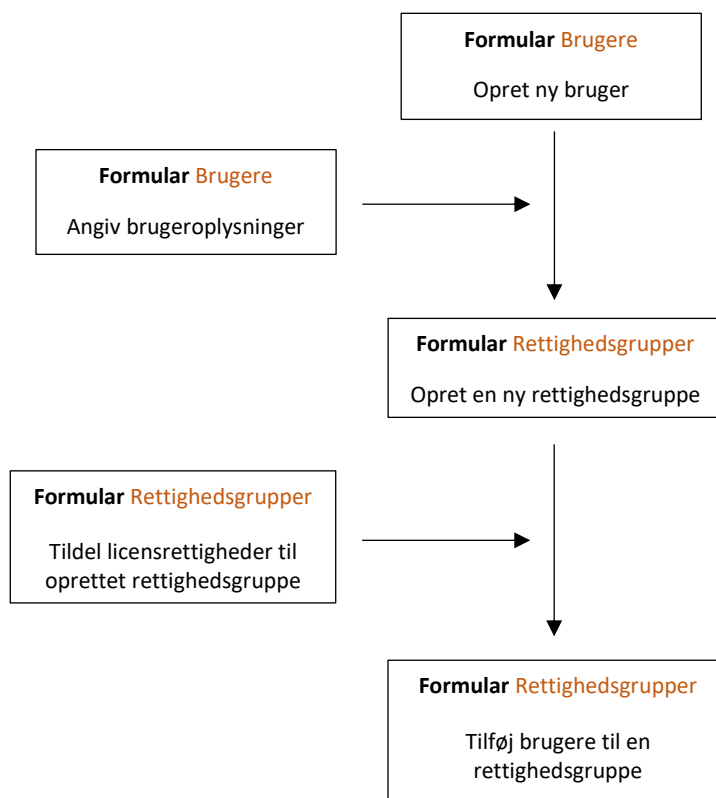 Formular Brugere
Opret ny bruger
Formular Brugere
Angiv brugeroplysninger
Formular Rettighedsgrupper
Opret en ny rettighedsgruppe
Formular Rettighedsgrupper
Tildel licensrettigheder til
oprettet rettighedsgruppe
Formular Rettighedsgrupper
Tilføj brugere til en
rettighedsgruppe